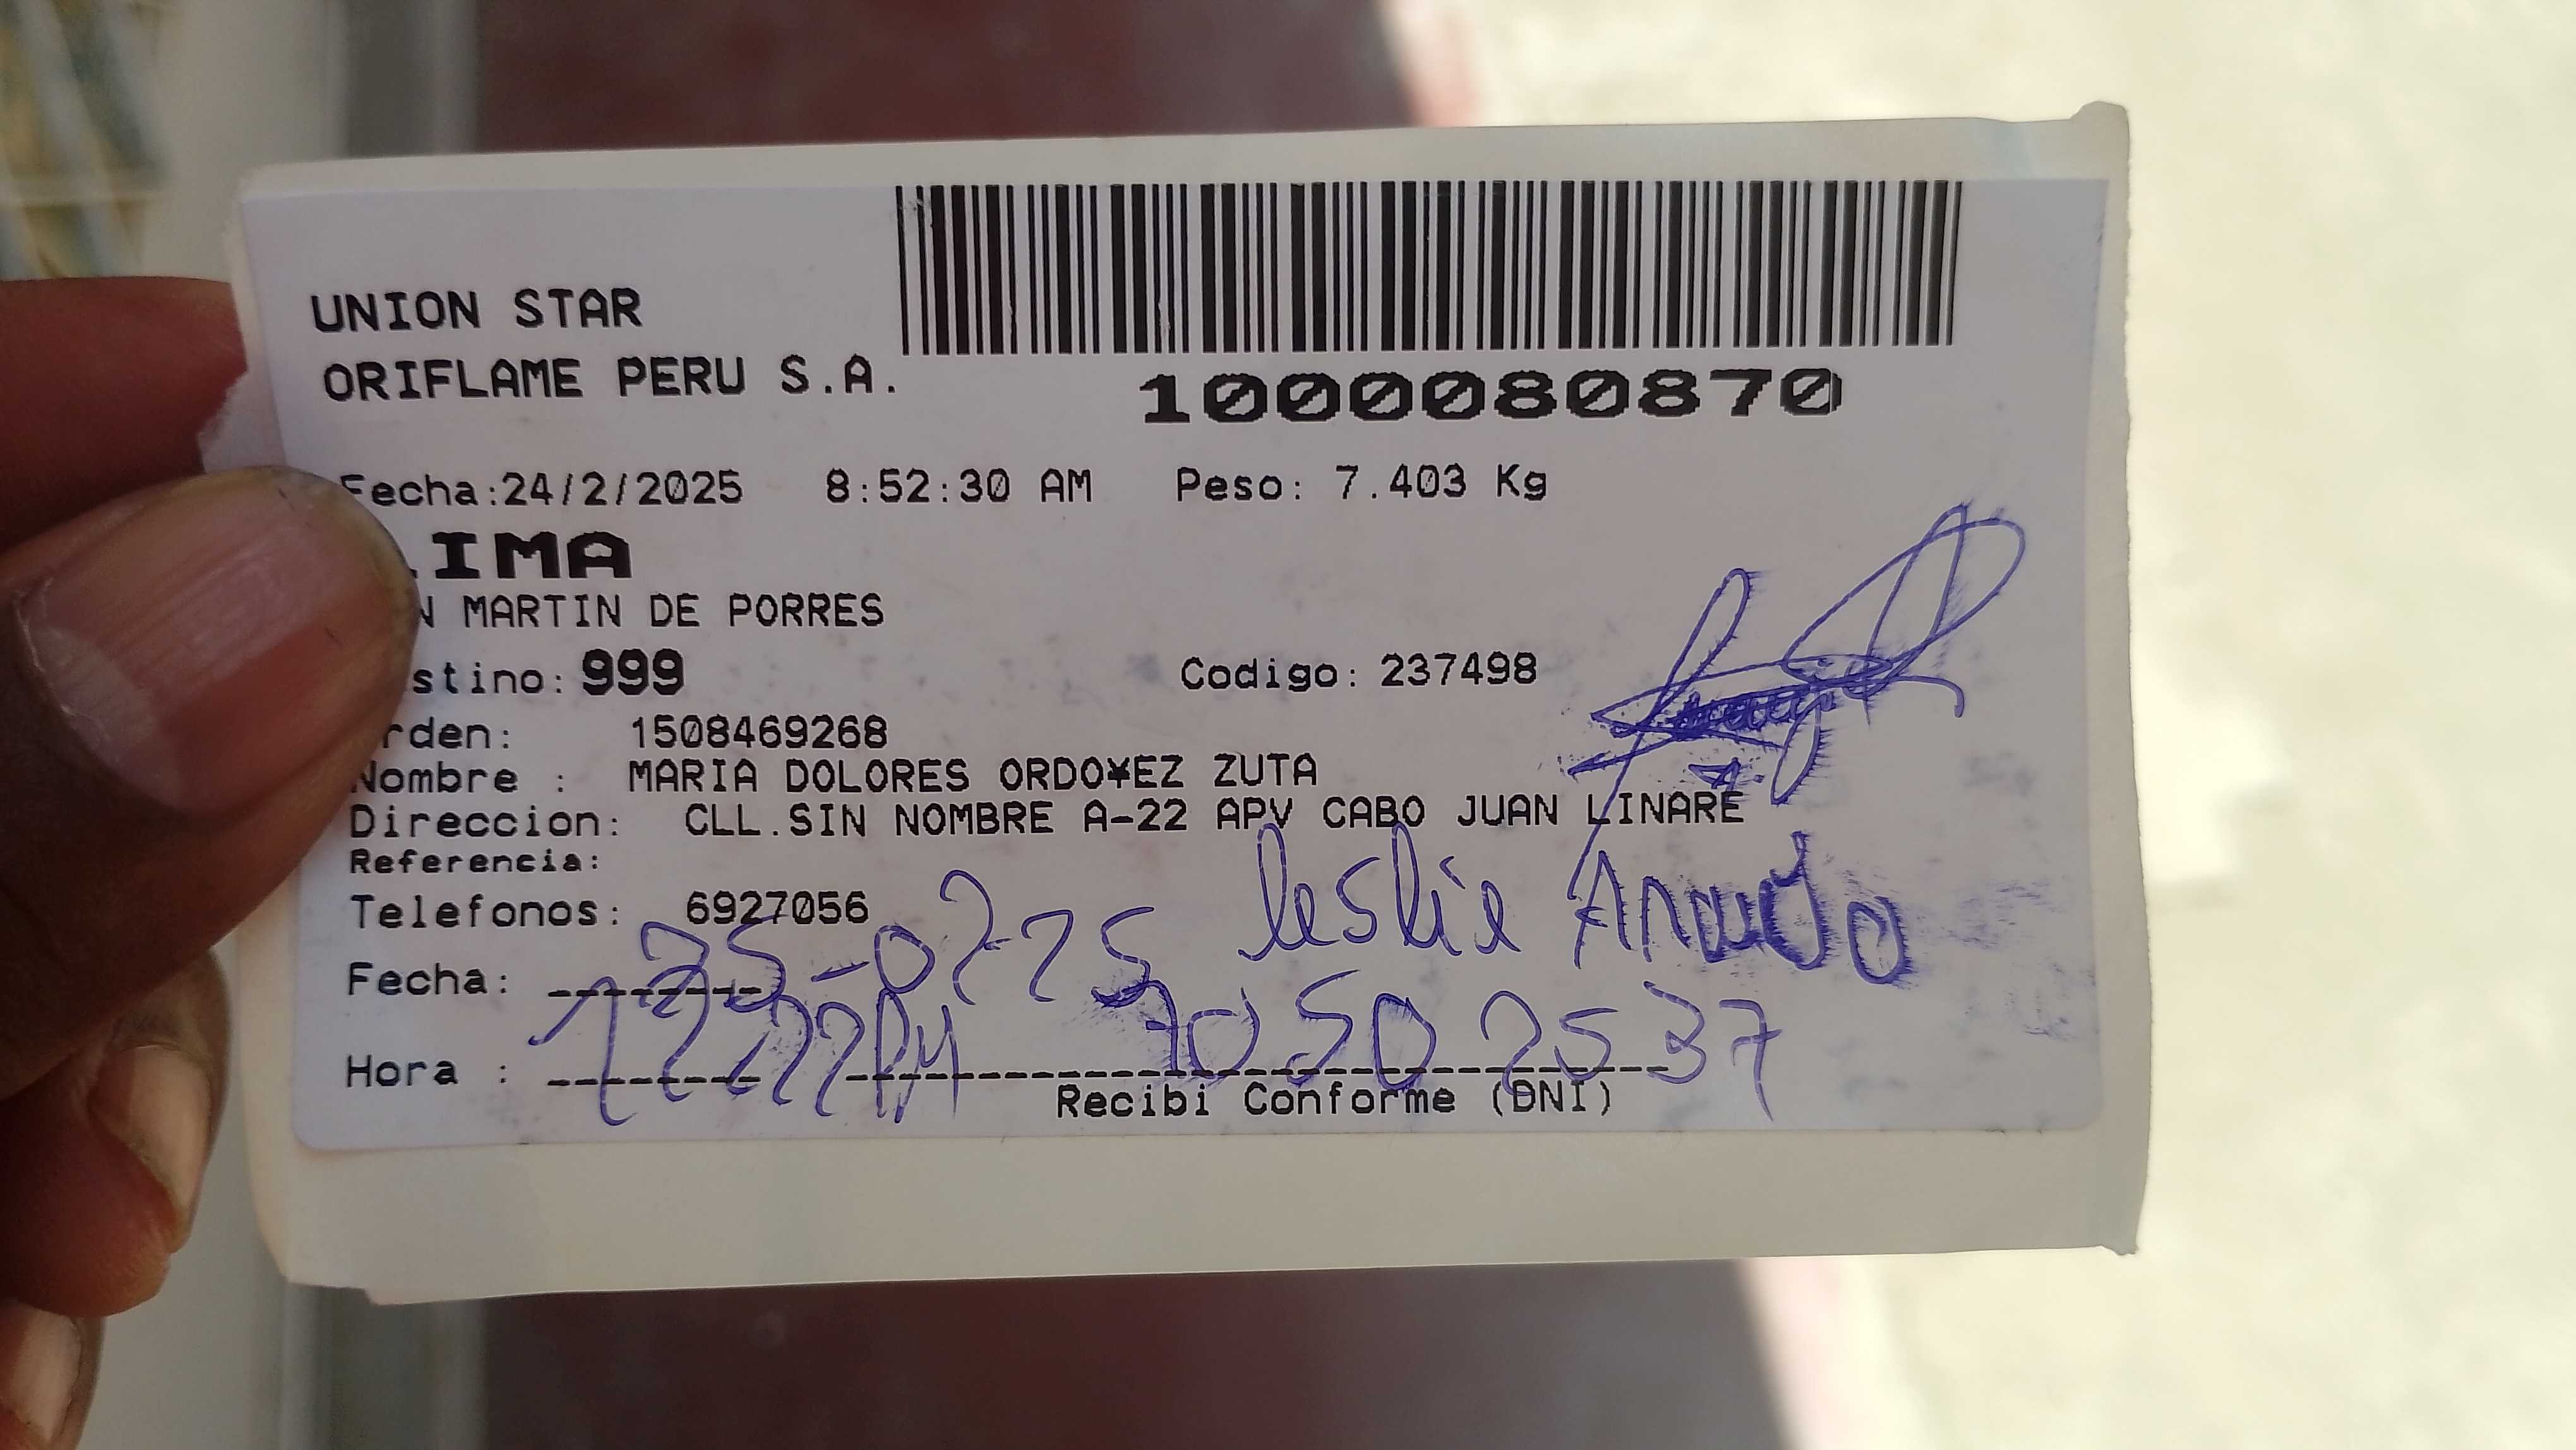 UNION STAR
ORIFLAME PERU S.A.
1000080870
Fecha:24/2/2025 8:52:30 AM Peso: 7.403 Kg
IMA
N MARTIN DE PORRES
stino: 999 Codigo: 237498
rden: 1508469268
Nombre : MARIA DOLORES ORDO¥EZ ZUTA
Direccion: CLL.SIN NOMBRE A-22 APV CABO JUAN LINARE
Referencia:
leslie
Telefonos: 6927056
Fecha: 25-02-25
Hora : 70502537
Recibi Conforme (DNI)